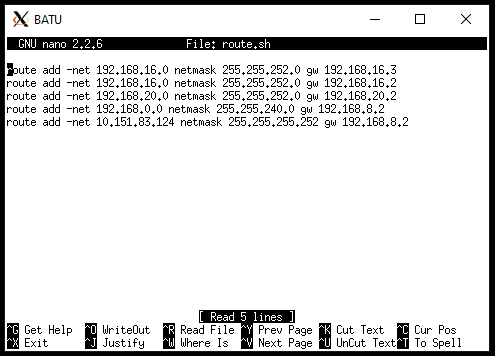 BATU
GNU nano 2.2.6 File: route.sh
route add -net 192.168.16.0 netmask 255.255.252.0 gw 192.168.16.3
route add -net 192.168.16.0 netmask 255.255.252.0 gw 192.168.16.2
route add -net 192.168.20.0 netmask 255.255.252.0 gw 192.168.20.2
route add -net 192.168.0.0 netmask 255.255.240.0 gw 192.168.8.2
route add -net 10.151.83.124 netmask 255.255.255.252 gw 192.168.8.2
[ Read 5 lines ]
^G Get Help ^O WriteOut ^R Read File ^Y Prev Page ^K Cut Text ^C Cur Pos
^X Exit ^J Justify ^W Where Is ^V Next Page ^U UnCut Text ^T To Spell